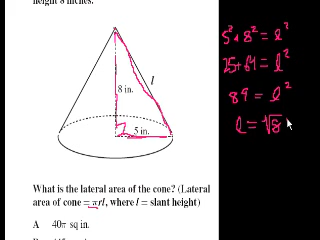 height 8 inches.
5² + 8² = l²
25 + 64 = l²
89 = l²
l = √8
l
8 in.
5 in.
What is the lateral area of the cone? (Lateral
area of cone = πrl, where l = slant height)
A 40π sq in.